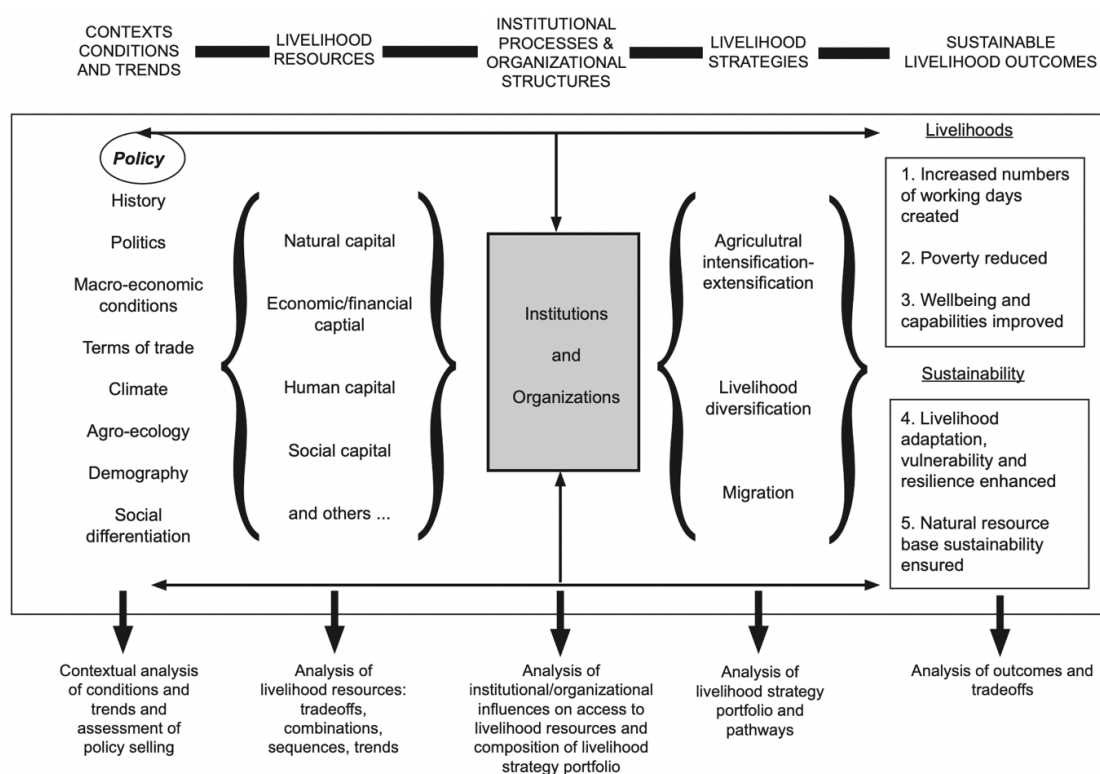 CONTEXTS
CONDITIONS
AND TRENDS
LIVELIHOOD
RESOURCES
INSTITUTIONAL
PROCESSES &
ORGANIZATIONAL
STRUCTURES
LIVELIHOOD
STRATEGIES
SUSTAINABLE
LIVELIHOOD OUTCOMES
Policy
History
Politics
Macro-economic
conditions
Terms of trade
Climate
Agro-ecology
Demography
Social
differentiation
Natural capital
Economic/financial
captial
Human capital
Social capital
and others ...
Institutions
and
Organizations
Agriculutral
intensification-
extensification
Livelihood
diversification
Migration
Livelihoods
1. Increased numbers
of working days
created
2. Poverty reduced
3. Wellbeing and
capabilities improved
Sustainability
4. Livelihood
adaptation,
vulnerability and
resilience enhanced
5. Natural resource
base sustainability
ensured
Contextual analysis
of conditions and
trends and
assessment of
policy selling
Analysis of
livelihood resources:
tradeoffs,
combinations,
sequences, trends
Analysis of
institutional/organizational
influences on access to
livelihood resources and
composition of livelihood
strategy portfolio
Analysis of
livelihood strategy
portfolio and
pathways
Analysis of outcomes and
tradeoffs